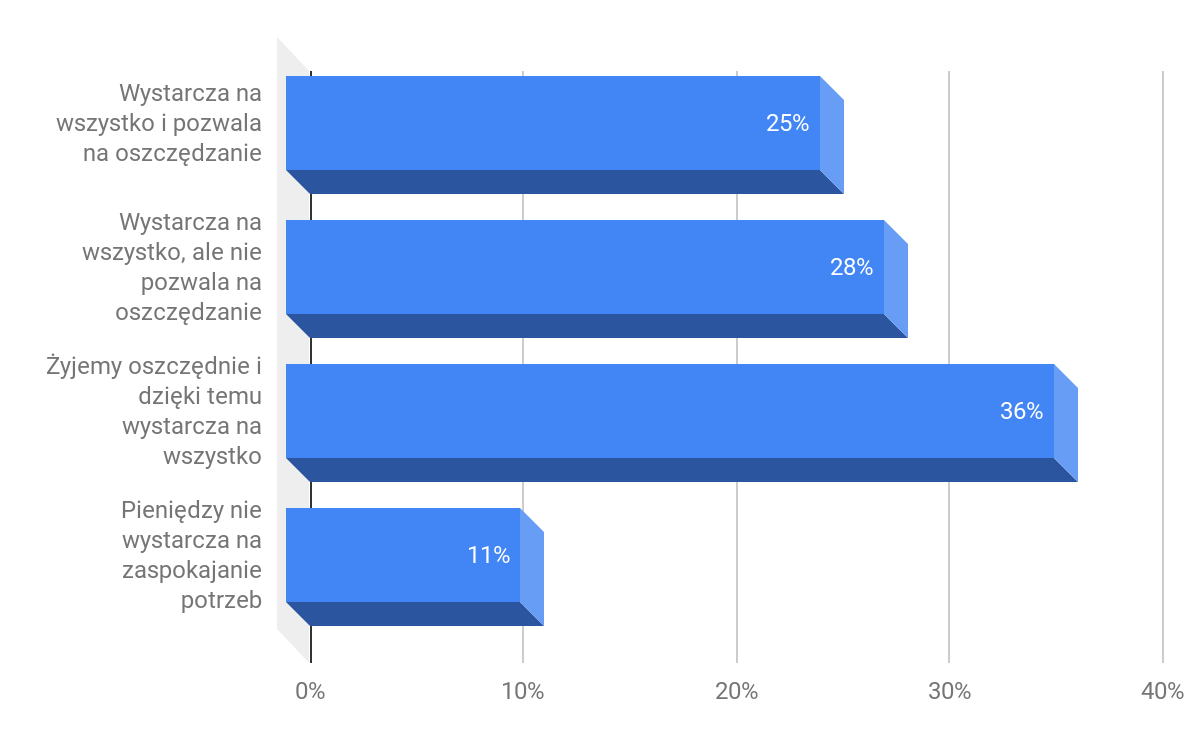 Wystarcza na
wszystko i pozwala
na oszczędzanie
25%
Wystarcza na
wszystko, ale nie
pozwala na
oszczędzanie
28%
Żyjemy oszczędnie i
dzięki temu
wystarcza na
wszystko
36%
Pieniędzy nie
wystarcza na
zaspokajanie
potrzeb
11%
0% 10% 20% 30% 40%